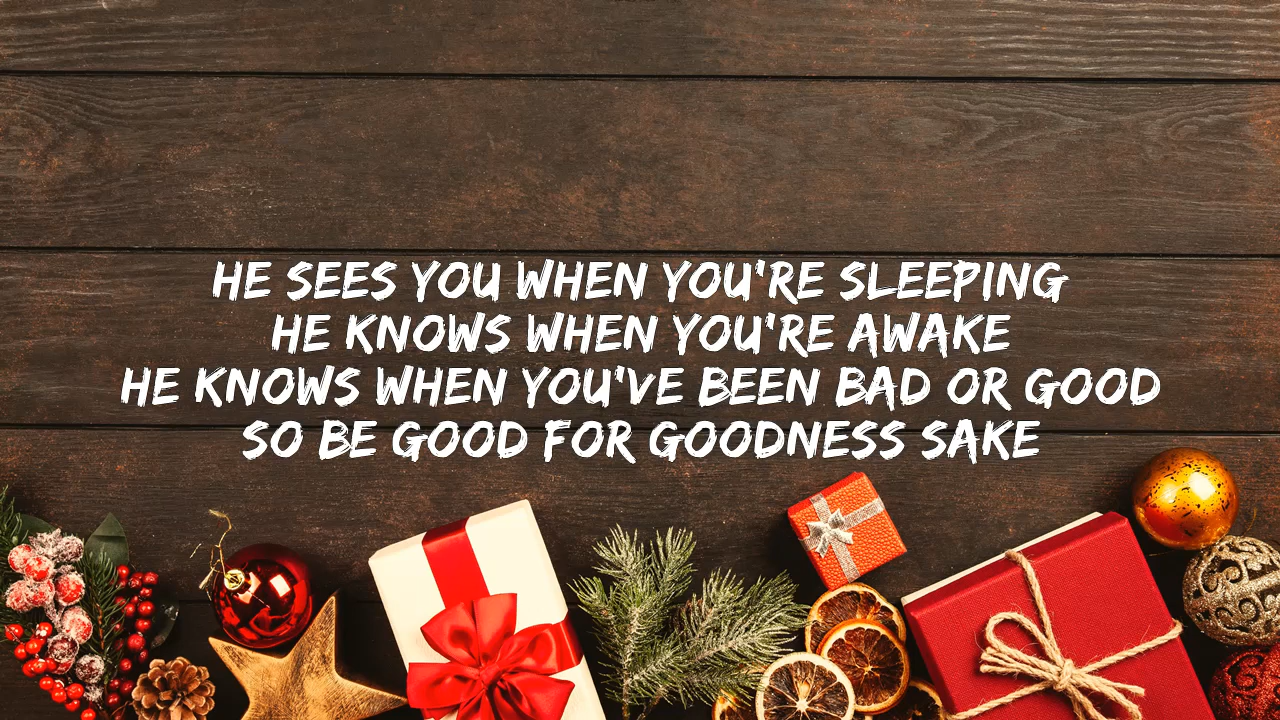 HE SEES YOU WHEN YOU'RE SLEEPING
HE KNOWS WHEN YOU'RE AWAKE
HE KNOWS WHEN YOU'VE BEEN BAD OR GOOD
SO BE GOOD FOR GOODNESS SAKE